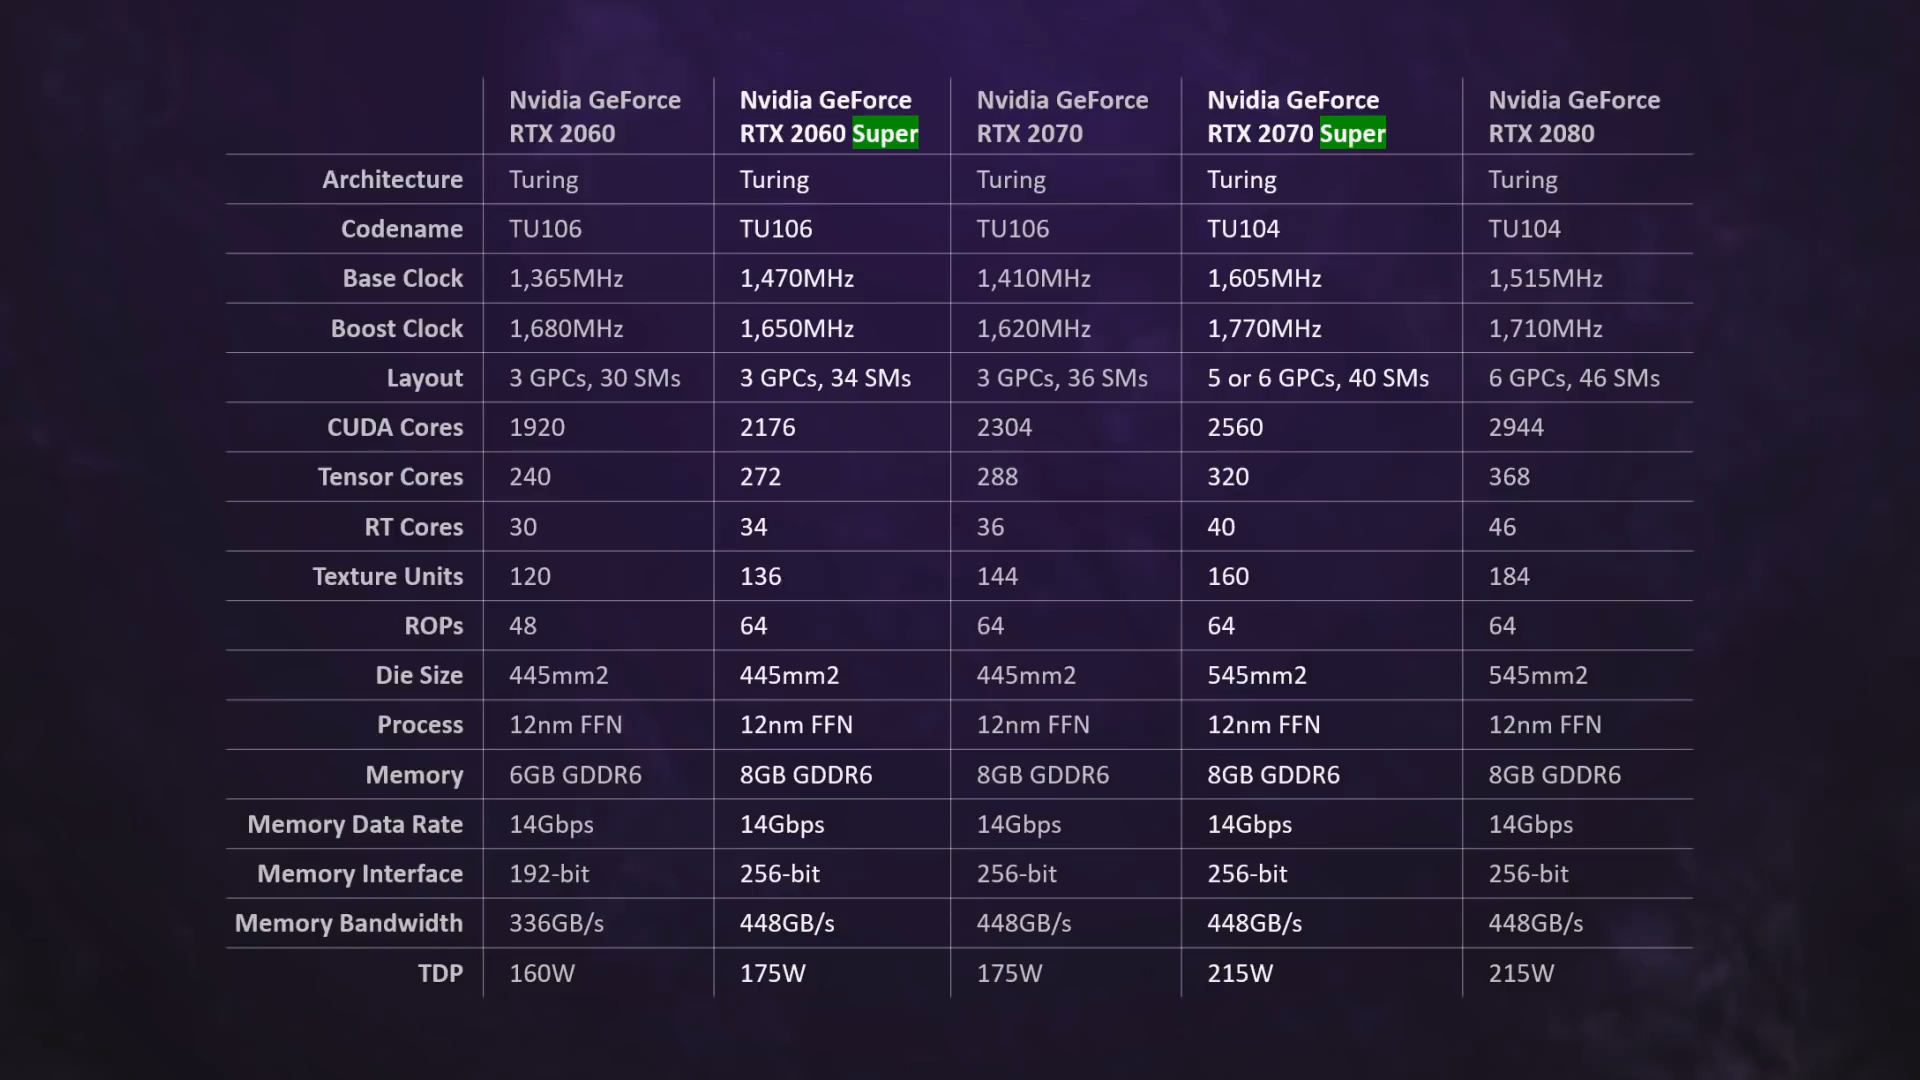 Nvidia GeForce RTX 2060 Nvidia GeForce RTX 2060 Super Nvidia GeForce RTX 2070 Nvidia GeForce RTX 2070 Super Nvidia GeForce RTX 2080
Architecture Turing Turing Turing Turing Turing
Codename TU106 TU106 TU106 TU104 TU104
Base Clock 1,365MHz 1,470MHz 1,410MHz 1,605MHz 1,515MHz
Boost Clock 1,680MHz 1,650MHz 1,620MHz 1,770MHz 1,710MHz
Layout 3 GPCs, 30 SMs 3 GPCs, 34 SMs 3 GPCs, 36 SMs 5 or 6 GPCs, 40 SMs 6 GPCs, 46 SMs
CUDA Cores 1920 2176 2304 2560 2944
Tensor Cores 240 272 288 320 368
RT Cores 30 34 36 40 46
Texture Units 120 136 144 160 184
ROPs 48 64 64 64 64
Die Size 445mm2 445mm2 445mm2 545mm2 545mm2
Process 12nm FFN 12nm FFN 12nm FFN 12nm FFN 12nm FFN
Memory 6GB GDDR6 8GB GDDR6 8GB GDDR6 8GB GDDR6 8GB GDDR6
Memory Data Rate 14Gbps 14Gbps 14Gbps 14Gbps 14Gbps
Memory Interface 192-bit 256-bit 256-bit 256-bit 256-bit
Memory Bandwidth 336GB/s 448GB/s 448GB/s 448GB/s 448GB/s
TDP 160W 175W 175W 215W 215W